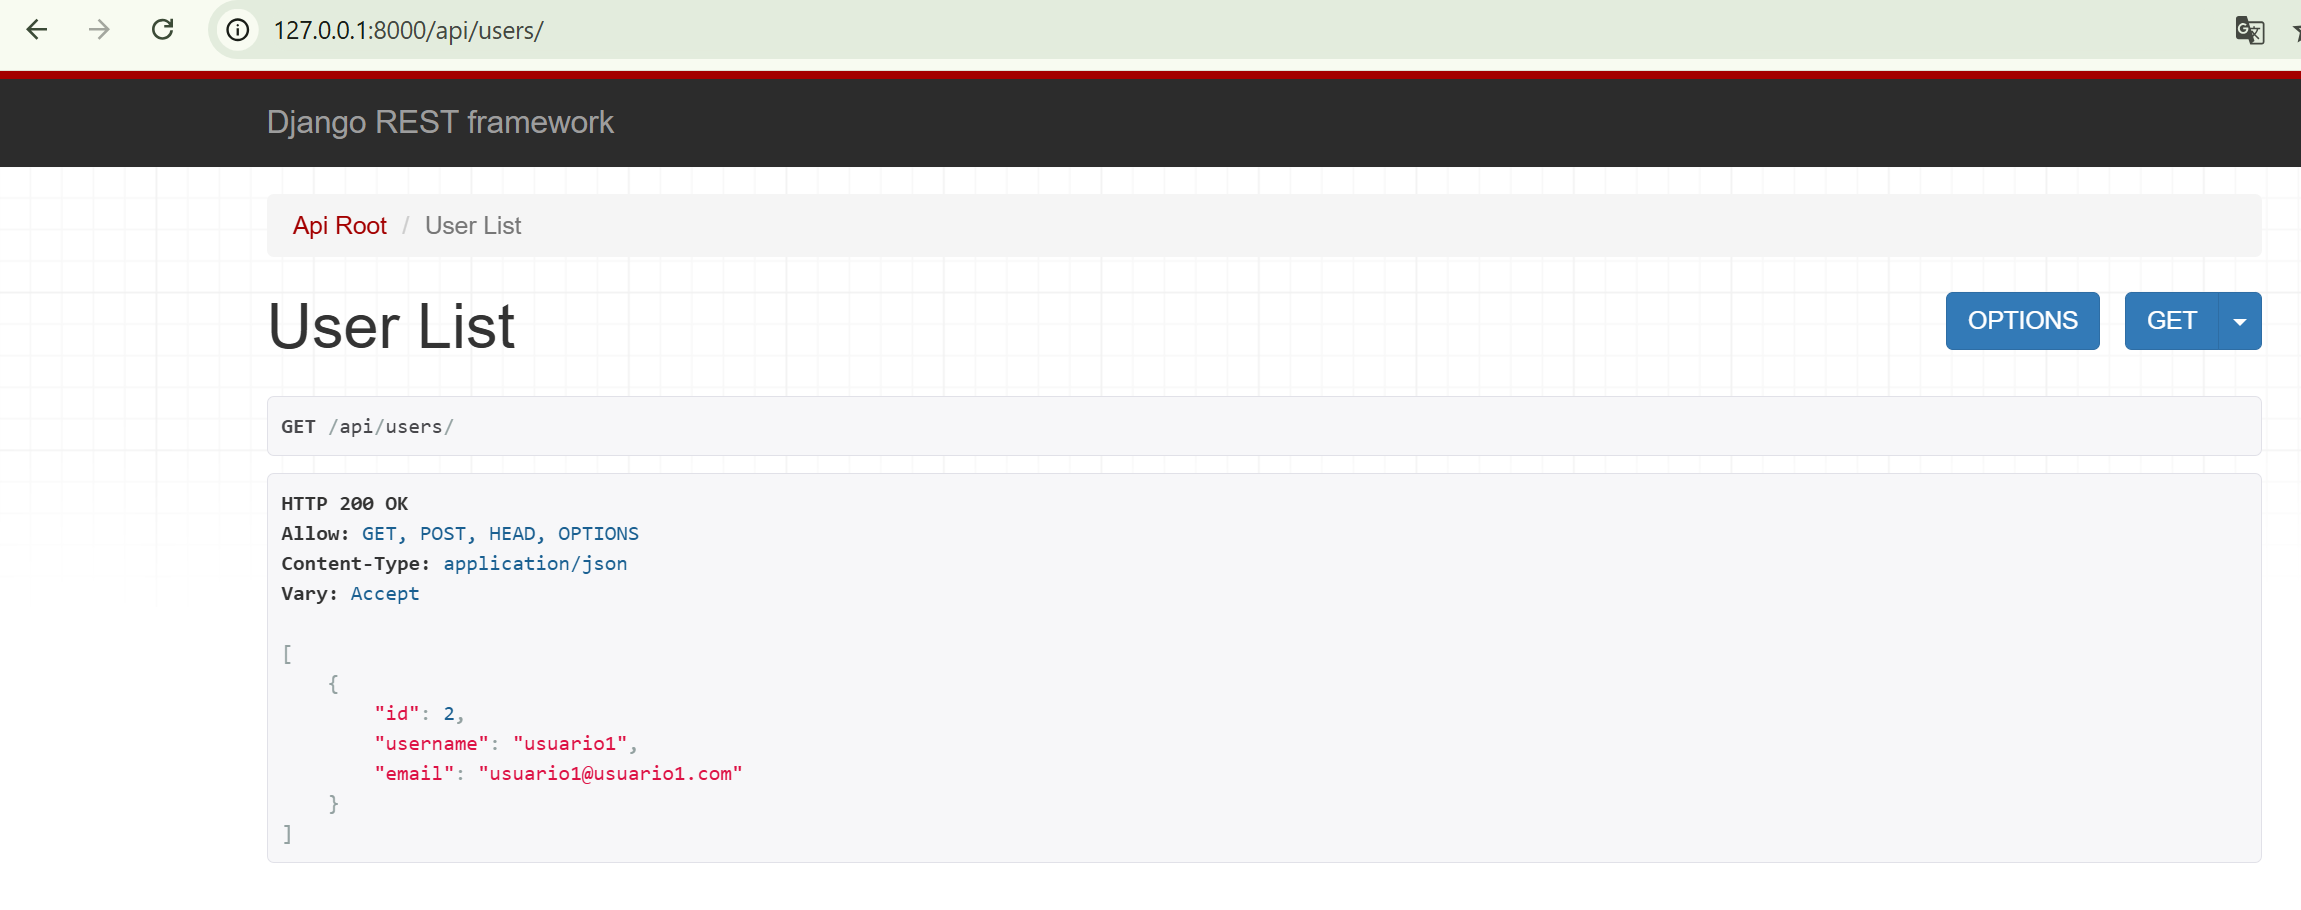 127.0.0.1:8000/api/users/
Django REST framework
Api Root / User List
User List
OPTIONS
GET
GET /api/users/
HTTP 200 OK
Allow: GET, POST, HEAD, OPTIONS
Content-Type: application/json
Vary: Accept
[
    {
        "id": 2,
        "username": "usuario1",
        "email": "usuario1@usuario1.com"
    }
]